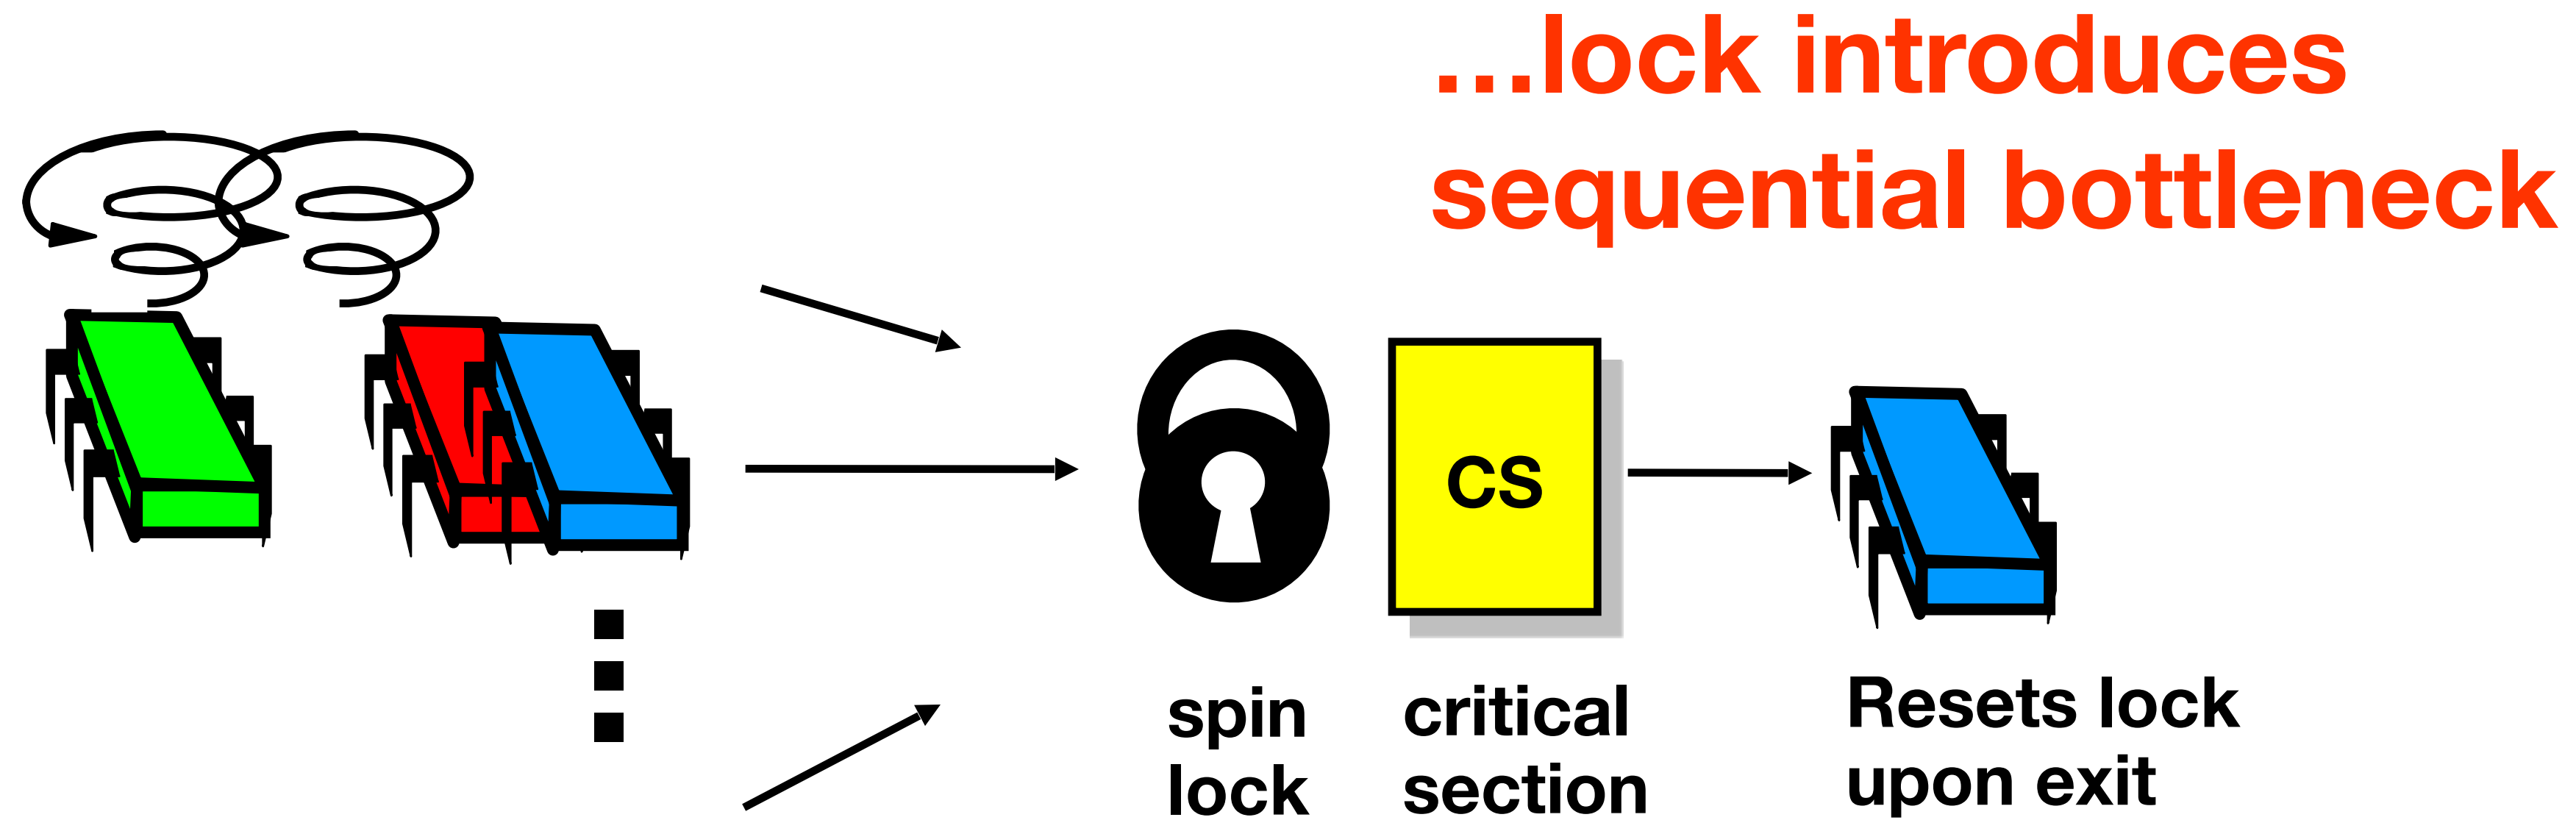 …lock introduces
sequential bottleneck
CS
spin
lock
critical
section
Resets lock
upon exit